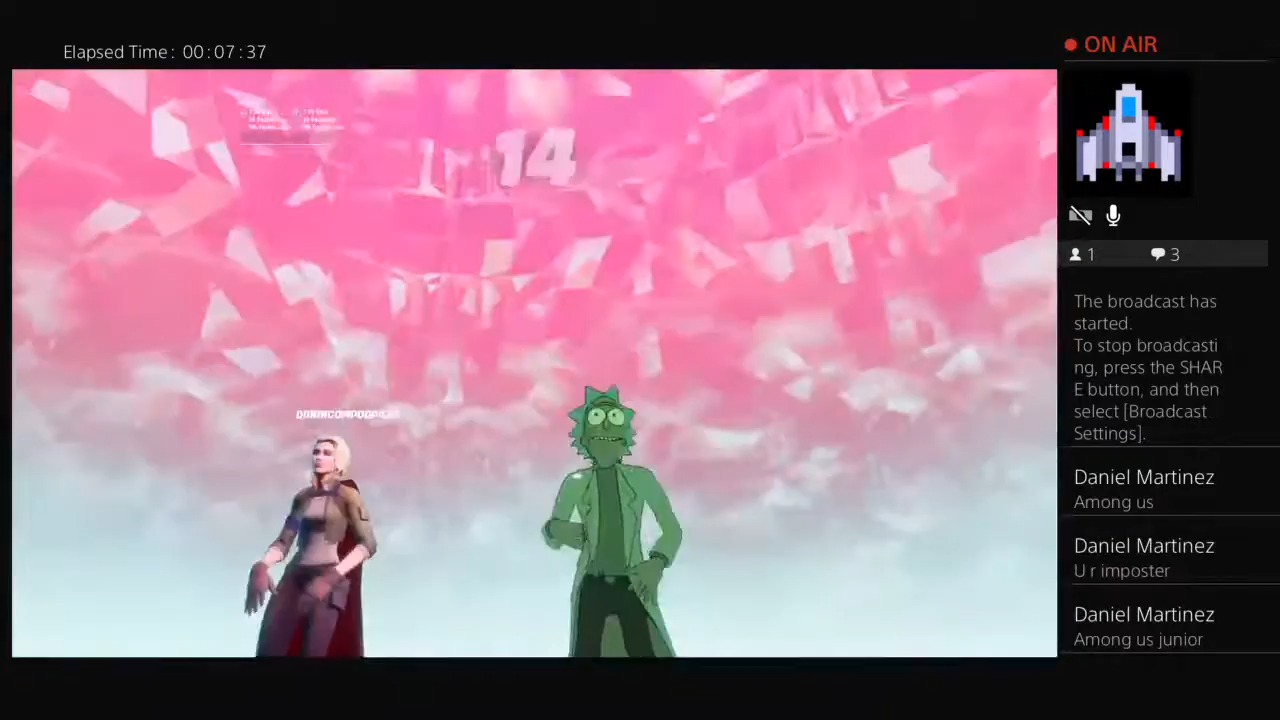 Elapsed Time: 00:07:37
ON AIR
14
1
3
The broadcast has
started.
To stop broadcasti
ng, press the SHAR
E button, and then
select [Broadcast
Settings].
Daniel Martinez
Among us
Daniel Martinez
U r imposter
Daniel Martinez
Among us junior